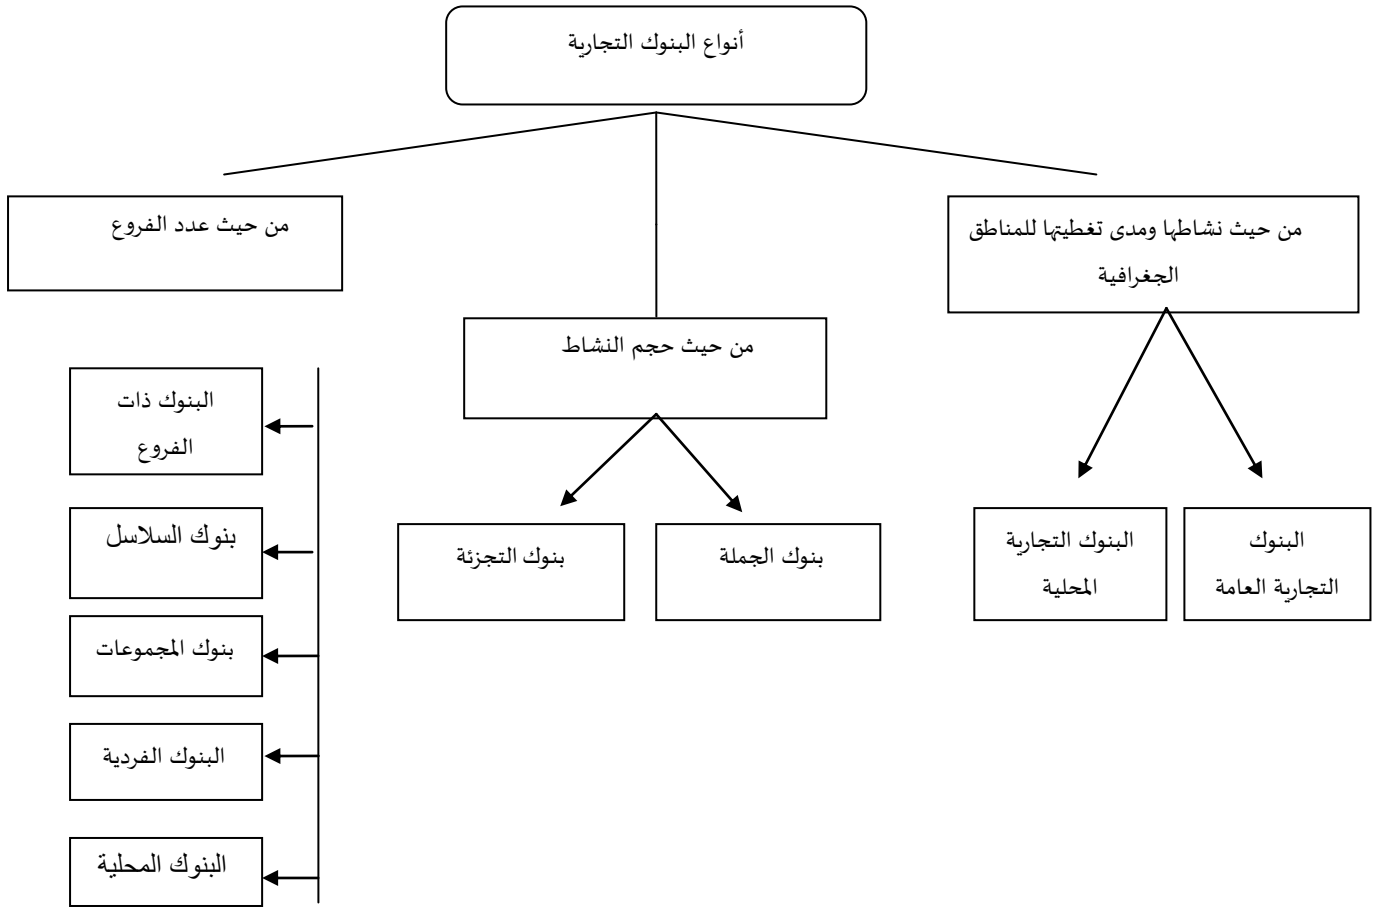 أنواع البنوك التجارية
من حيث نشاطها ومدى تغطيتها للمناطق
الجغرافية
من حيث حجم النشاط
من حيث عدد الفروع
البنوك
التجارية العامة
البنوك التجارية
المحلية
بنوك الجملة
بنوك التجزئة
البنوك ذات
الفروع
بنوك السلاسل
بنوك المجموعات
البنوك الفردية
البنوك المحلية